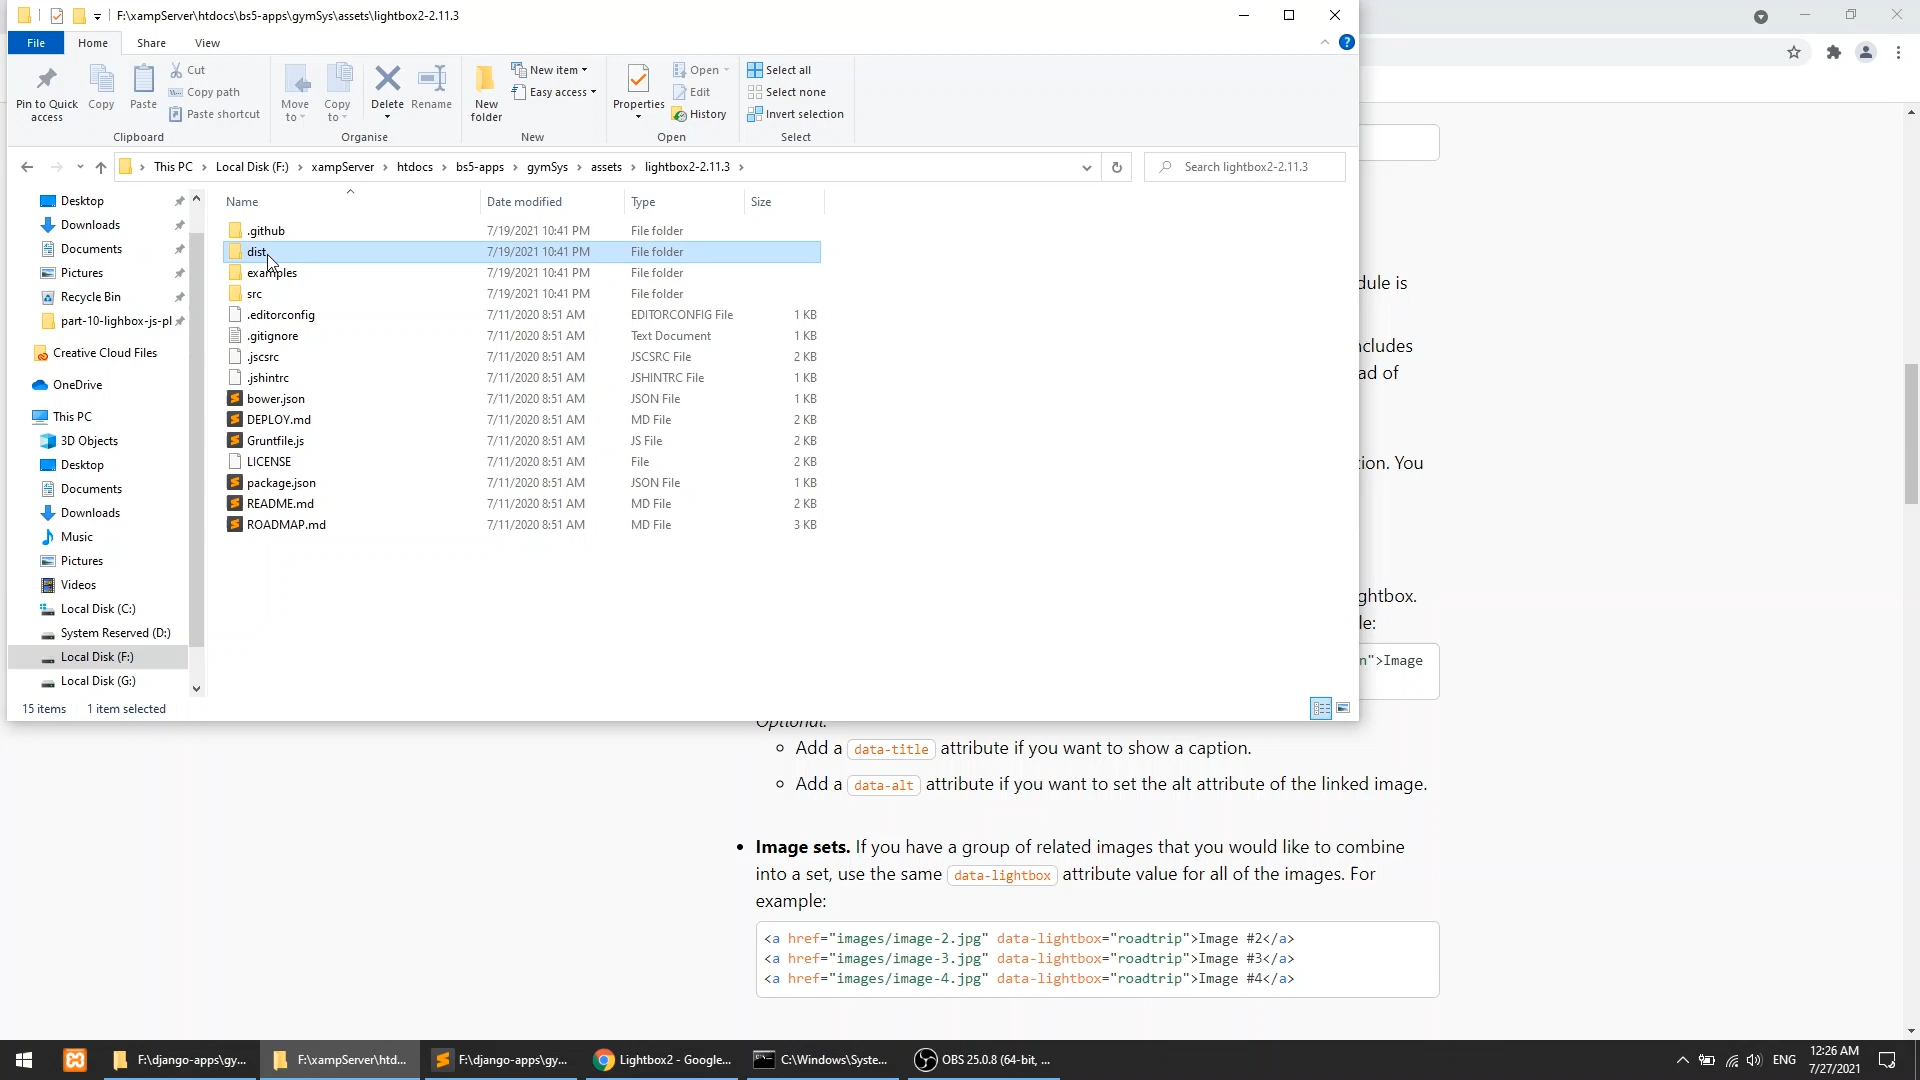 F:\xampServer\htdocs\bs5-apps\gymSys\assets\lightbox2-2.11.3
File Home Share View
Pin to Quick access
Copy
Paste
Cut
Copy path
Paste shortcut
Clipboard
Move to
Copy to
Delete
Rename
Organise
New folder
New item
Easy access
New
Properties
Open
Edit
History
Open
Select all
Select none
Invert selection
Select
This PC > Local Disk (F:) > xampServer > htdocs > bs5-apps > gymSys > assets > lightbox2-2.11.3 >
Search lightbox2-2.11.3
Desktop
Downloads
Documents
Pictures
Recycle Bin
part-10-lighbox-js-pl
Creative Cloud Files
OneDrive
This PC
3D Objects
Desktop
Documents
Downloads
Music
Pictures
Videos
Local Disk (C:)
System Reserved (D:)
Local Disk (F:)
Local Disk (G:)
Name Date modified Type Size
.github 7/19/2021 10:41 PM File folder
dist 7/19/2021 10:41 PM File folder
examples 7/19/2021 10:41 PM File folder
src 7/19/2021 10:41 PM File folder
.editorconfig 7/11/2020 8:51 AM EDITORCONFIG File 1 KB
.gitignore 7/11/2020 8:51 AM Text Document 1 KB
.jscsrc 7/11/2020 8:51 AM JSCSRC File 2 KB
.jshintrc 7/11/2020 8:51 AM JSHINTRC File 1 KB
bower.json 7/11/2020 8:51 AM JSON File 1 KB
DEPLOY.md 7/11/2020 8:51 AM MD File 2 KB
Gruntfile.js 7/11/2020 8:51 AM JS File 2 KB
LICENSE 7/11/2020 8:51 AM File 2 KB
package.json 7/11/2020 8:51 AM JSON File 1 KB
README.md 7/11/2020 8:51 AM MD File 2 KB
ROADMAP.md 7/11/2020 8:51 AM MD File 3 KB
15 items 1 item selected
dule is
ncludes
ad of
tion. You
ghtbox.
le:
n">Image
Optional:
Add a data-title attribute if you want to show a caption.
Add a data-alt attribute if you want to set the alt attribute of the linked image.
Image sets. If you have a group of related images that you would like to combine
into a set, use the same data-lightbox attribute value for all of the images. For
example:
<a href="images/image-2.jpg" data-lightbox="roadtrip">Image #2</a>
<a href="images/image-3.jpg" data-lightbox="roadtrip">Image #3</a>
<a href="images/image-4.jpg" data-lightbox="roadtrip">Image #4</a>
F:\django-apps\gy...
F:\xampServer\htd...
F:\django-apps\gy...
Lightbox2 - Google...
C:\Windows\Syste...
OBS 25.0.8 (64-bit, ...
ENG
12:26 AM
7/27/2021